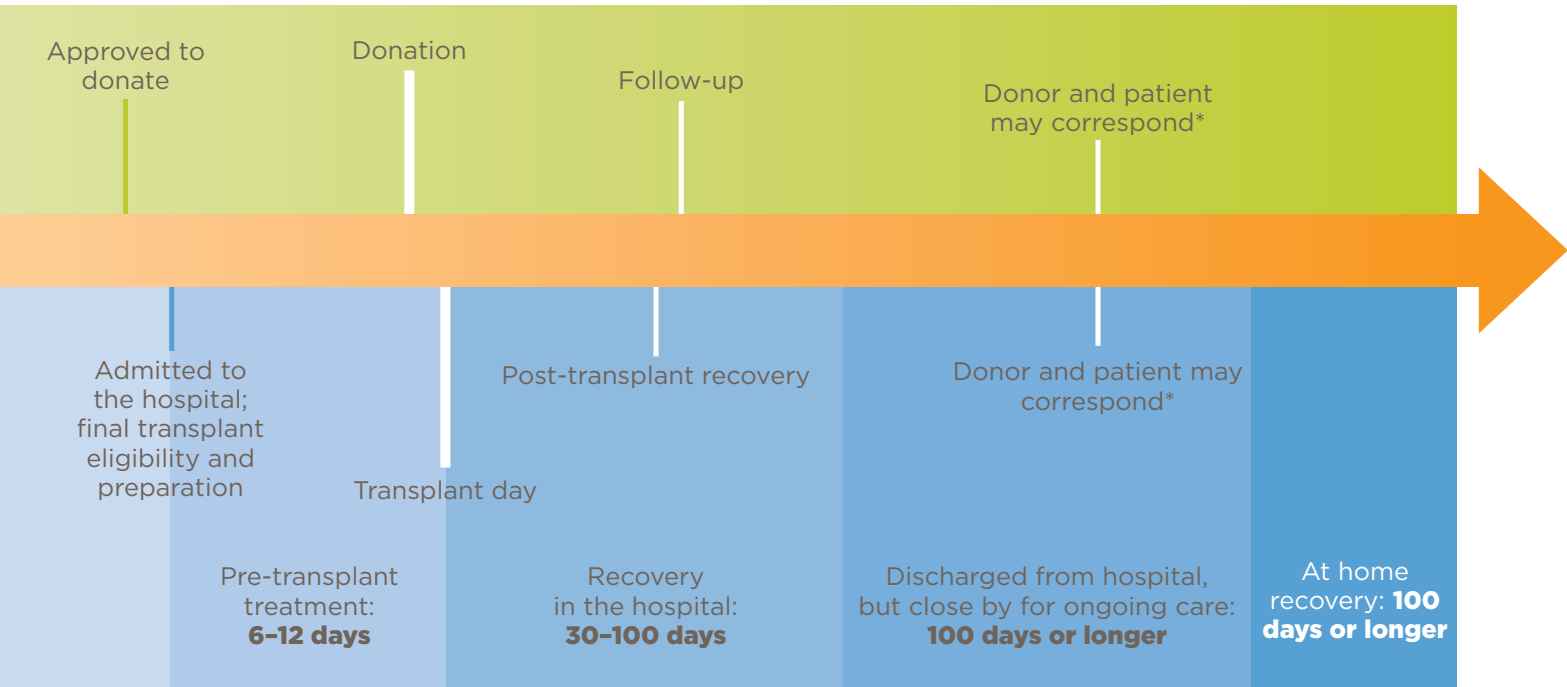 Approved to
donate
Donation
Follow-up
Donor and patient
may correspond*
Admitted to
the hospital;
final transplant
eligibility and
preparation
Transplant day
Post-transplant recovery
Donor and patient may
correspond*
Pre-transplant
treatment:
6–12 days
Recovery
in the hospital:
30–100 days
Discharged from hospital,
but close by for ongoing care:
100 days or longer
At home
recovery: 100
days or longer